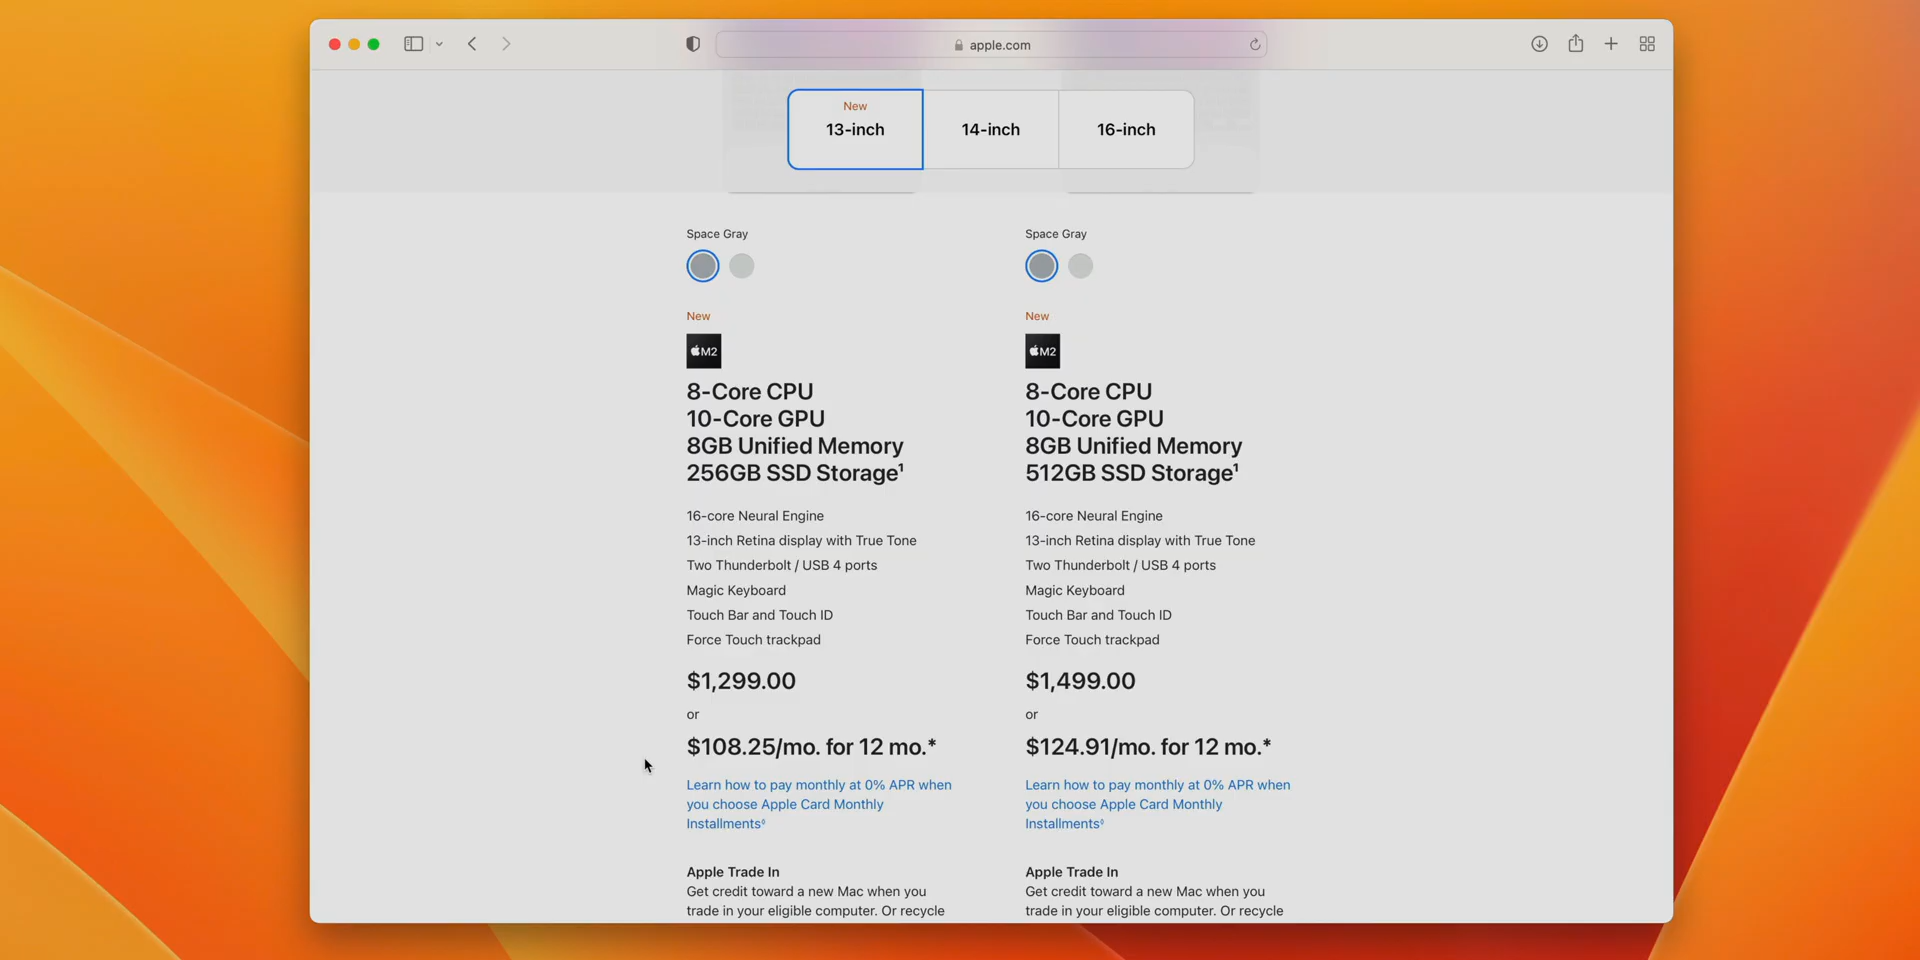 apple.com
New
13-inch
14-inch
16-inch
Space Gray
New
M2
8-Core CPU
10-Core GPU
8GB Unified Memory
256GB SSD Storage¹
16-core Neural Engine
13-inch Retina display with True Tone
Two Thunderbolt / USB 4 ports
Magic Keyboard
Touch Bar and Touch ID
Force Touch trackpad
$1,299.00
or
$108.25/mo. for 12 mo.*
Learn how to pay monthly at 0% APR when
you choose Apple Card Monthly
Installments◊
Apple Trade In
Get credit toward a new Mac when you
trade in your eligible computer. Or recycle
Space Gray
New
M2
8-Core CPU
10-Core GPU
8GB Unified Memory
512GB SSD Storage¹
16-core Neural Engine
13-inch Retina display with True Tone
Two Thunderbolt / USB 4 ports
Magic Keyboard
Touch Bar and Touch ID
Force Touch trackpad
$1,499.00
or
$124.91/mo. for 12 mo.*
Learn how to pay monthly at 0% APR when
you choose Apple Card Monthly
Installments◊
Apple Trade In
Get credit toward a new Mac when you
trade in your eligible computer. Or recycle